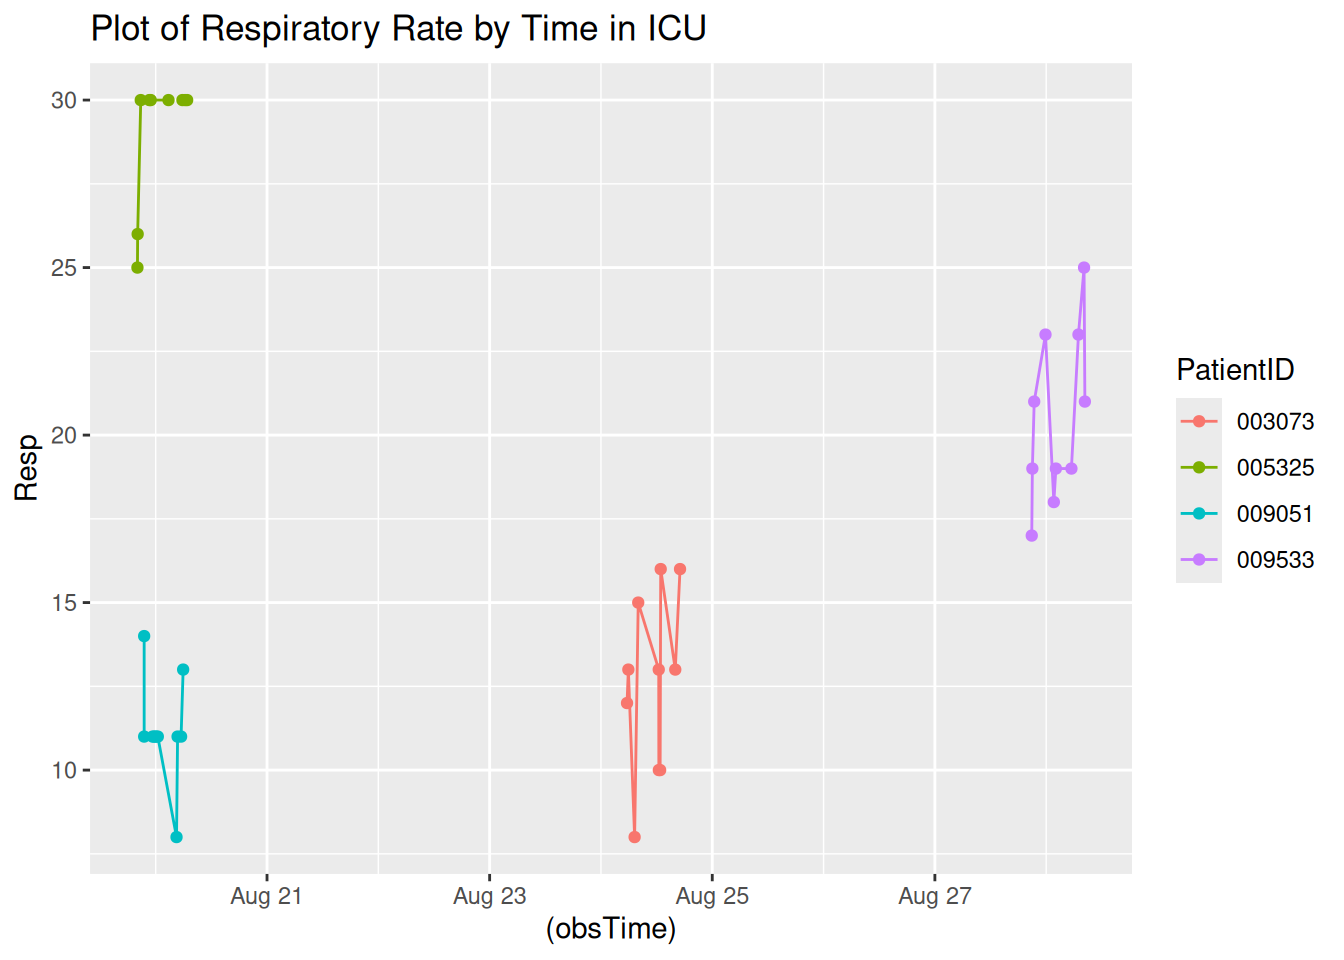 Plot of Respiratory Rate by Time in ICU
30
25
20
15
10
Resp
Aug 21
Aug 23
Aug 25
Aug 27
(obsTime)
PatientID
003073
005325
009051
009533